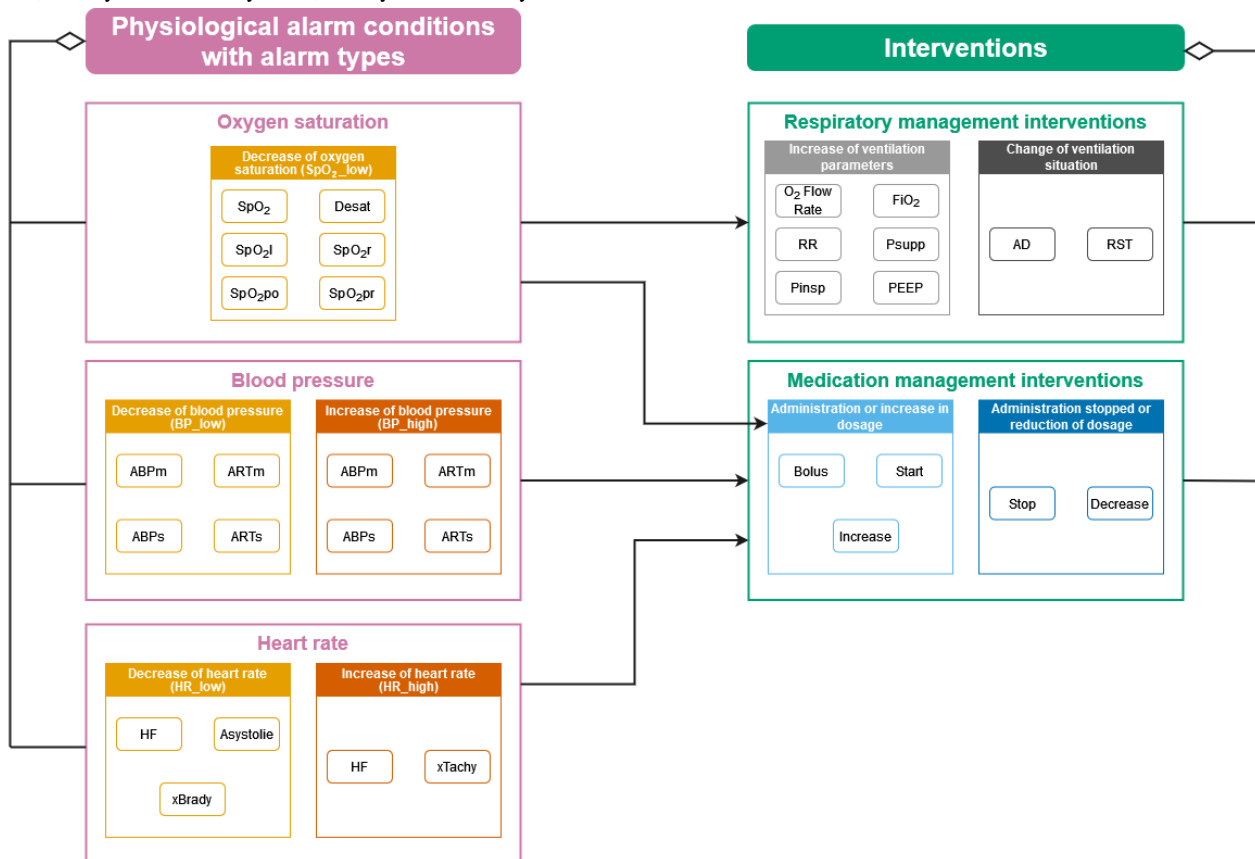 Physiological alarm conditions
with alarm types
Interventions
Oxygen saturation
Decrease of oxygen
saturation (SpO₂_low)
SpO₂
Desat
SpO₂l
SpO₂r
SpO₂po
SpO₂pr
Respiratory management interventions
Increase of ventilation
parameters
O₂ Flow
Rate
FiO₂
RR
Psupp
Pinsp
PEEP
Change of ventilation
situation
AD
RST
Blood pressure
Decrease of blood pressure
(BP_low)
ABPm
ARTm
ABPs
ARTs
Increase of blood pressure
(BP_high)
ABPm
ARTm
ABPs
ARTs
Medication management interventions
Administration or increase in
dosage
Bolus
Start
Increase
Administration stopped or
reduction of dosage
Stop
Decrease
Heart rate
Decrease of heart rate
(HR_low)
HF
Asystolie
xBrady
Increase of heart rate
(HR_high)
HF
xTachy